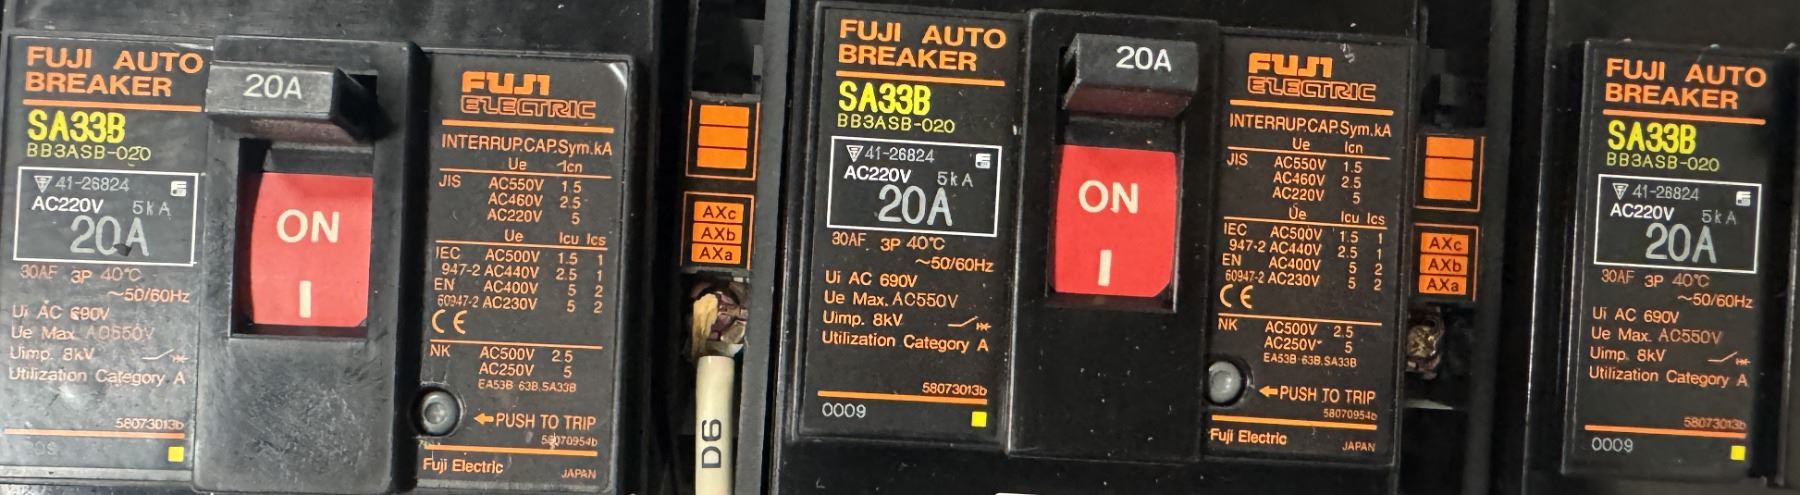 FUJI AUTO
BREAKER
SA33B
BB3ASB-020
41-26824
AC220V 5kA
20A
30AF 3P 40°C
~50/60Hz
Ui AC 690V
Ue Max. AC550V
Uimp. 8kV
Utilization Category A
58073013b
20A
ON
I
FUJI
ELECTRIC
INTERRUP.CAP.Sym.kA
Ue Icn
JIS AC550V 1.5
AC460V 2.5
AC220V 5
Ue Icu Ics
IEC AC500V 1.5 1
947-2 AC440V 2.5 1
EN AC400V 5 2
60947-2 AC230V 5 2
CE
NK AC500V 2.5
AC250V 5
EA53B·63B.SA33B
←PUSH TO TRIP
58070954b
Fuji Electric JAPAN
AXc
AXb
AXa
D6
FUJI AUTO
BREAKER
SA33B
BB3ASB-020
41-26824
AC220V 5kA
20A
30AF 3P 40°C
~50/60Hz
Ui AC 690V
Ue Max. AC550V
Uimp. 8kV
Utilization Category A
58073013b
0009
20A
ON
I
FUJI
ELECTRIC
INTERRUP.CAP.Sym.kA
Ue Icn
JIS AC550V 1.5
AC460V 2.5
AC220V 5
Ue Icu Ics
IEC AC500V 1.5 1
947-2 AC440V 2.5 1
EN AC400V 5 2
60947-2 AC230V 5 2
CE
NK AC500V 2.5
AC250V 5
EA53B·63B.SA33B
←PUSH TO TRIP
58070954b
Fuji Electric JAPAN
AXc
AXb
AXa
FUJI AUTO
BREAKER
SA33B
BB3ASB-020
41-26824
AC220V 5kA
20A
30AF 3P 40°C
~50/60Hz
Ui AC 690V
Ue Max. AC550V
Uimp. 8kV
Utilization Category A
58073013b
0009